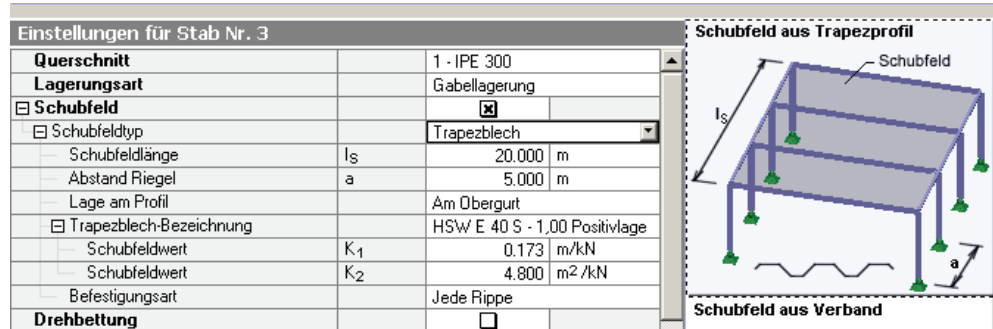 Einstellungen für Stab Nr. 3
Querschnitt 1 - IPE 300
Lagerungsart Gabellagerung
Schubfeld
Schubfeldtyp Trapezblech
Schubfeldlänge lS 20.000 m
Abstand Riegel a 5.000 m
Lage am Profil Am Obergurt
Trapezblech-Bezeichnung HSW E 40 S - 1,00 Positivlage
Schubfeldwert K1 0.173 m/kN
Schubfeldwert K2 4.800 m²/kN
Befestigungsart Jede Rippe
Drehbettung
Schubfeld aus Trapezprofil
Schubfeld
lS
a
Schubfeld aus Verband